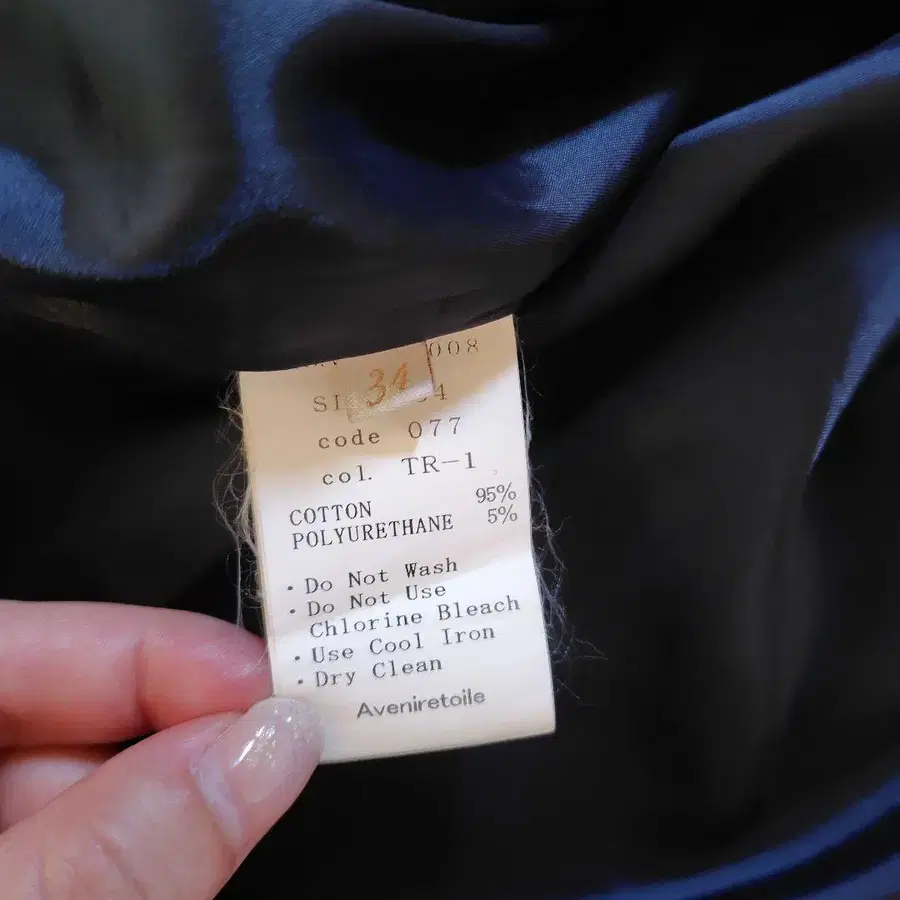 008
34
code 077
col. TR-1
COTTON 95%
POLYURETHANE 5%
・Do Not Wash
・Do Not Use
Chlorine Bleach
・Use Cool Iron
・Dry Clean
Aveniretoile